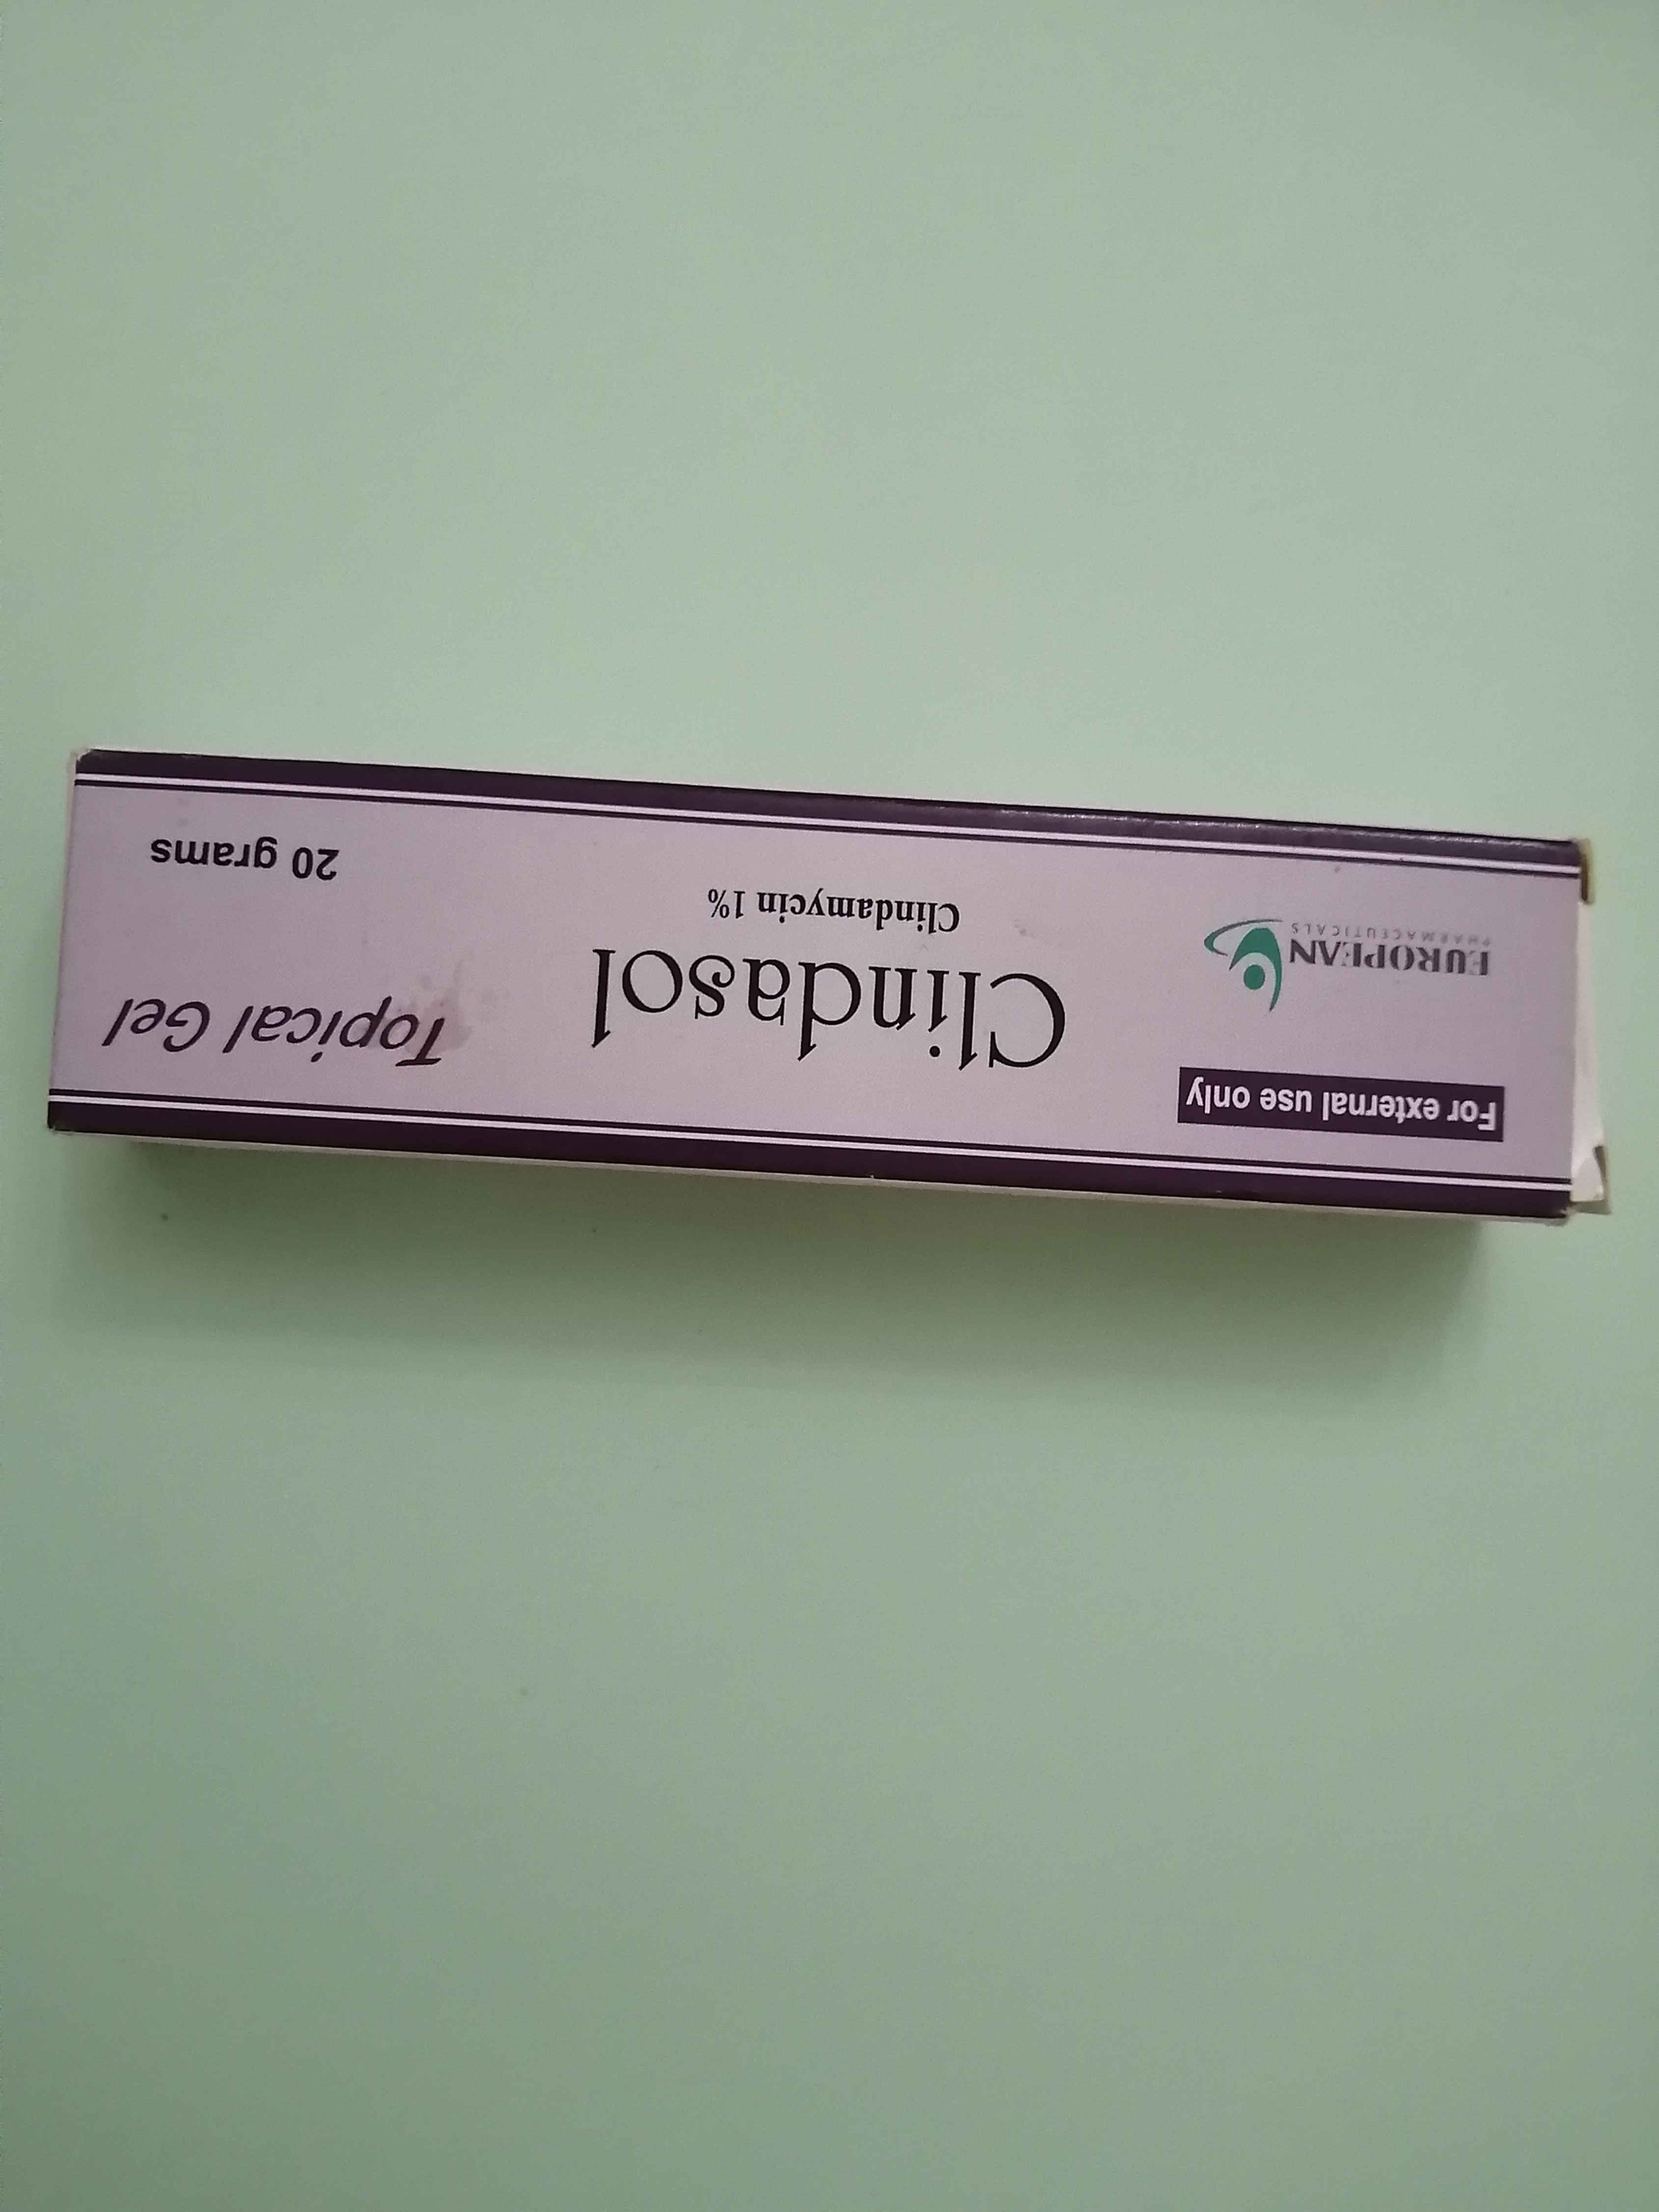 For external use only
EUROPEAN
PHARMACEUTICALS
Clindasol
Clindamycin 1%
Topical Gel
20 grams